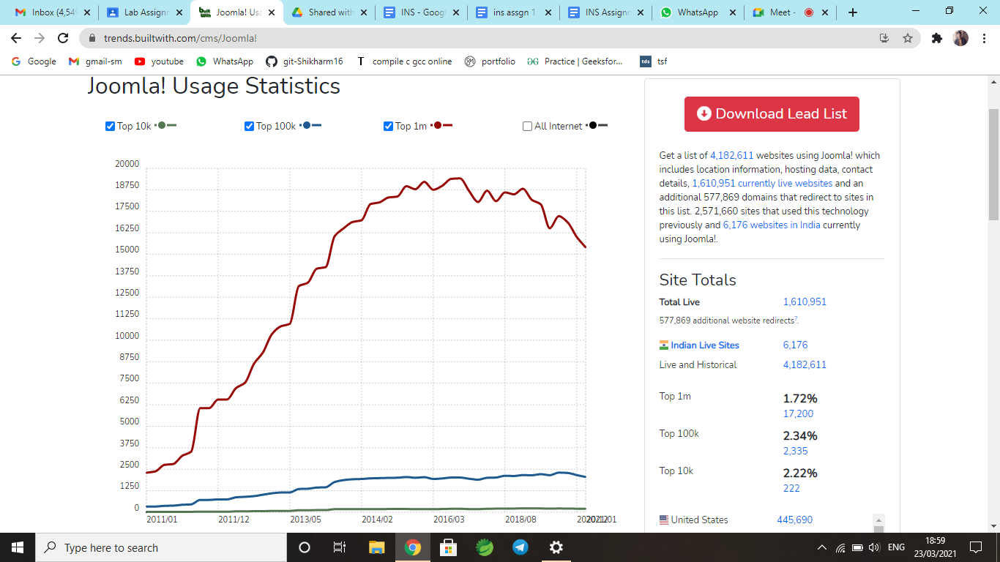 Inbox (4,549
Lab Assignm
Joomla! Usa
Shared with
INS - Googl
ins assgn 1
INS Assignm
WhatsApp
Meet -
trends.builtwith.com/cms/Joomla!
Google
gmail-sm
youtube
WhatsApp
git-Shikharm16
T compile c gcc online
portfolio
Practice | Geeksfor...
tds tsf
Joomla! Usage Statistics
Top 10k
Top 100k
Top 1m
All Internet
20000
18750
17500
16250
15000
13750
12500
11250
10000
8750
7500
6250
5000
3750
2500
1250
0
2011/01
2011/12
2013/05
2014/02
2016/03
2018/08
Download Lead List
Get a list of 4,182,611 websites using Joomla! which
includes location information, hosting data, contact
details, 1,610,951 currently live websites and an
additional 577,869 domains that redirect to sites in
this list. 2,571,660 sites that used this technology
previously and 6,176 websites in India currently
using Joomla!.
Site Totals
Total Live 1,610,951
577,869 additional website redirects?.
Indian Live Sites 6,176
Live and Historical 4,182,611
Top 1m 1.72%
17,200
Top 100k 2.34%
2,335
Top 10k 2.22%
222
United States 445,690
Type here to search
ENG
18:59
23/03/2021